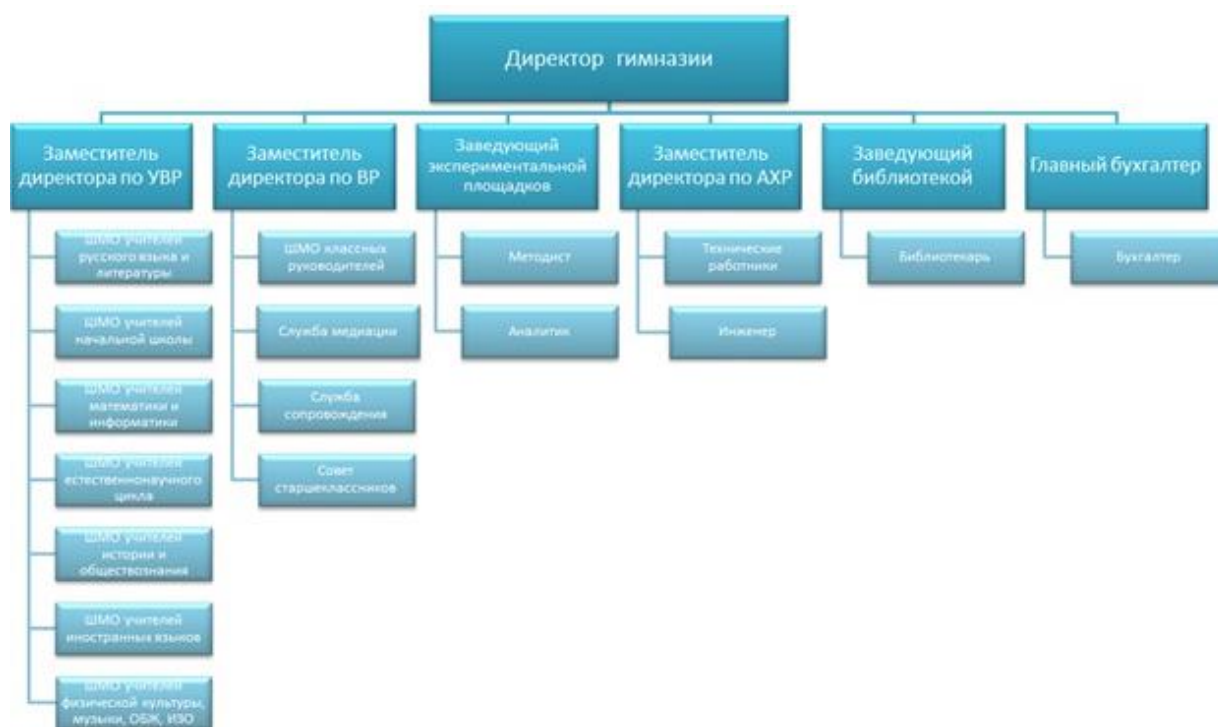 Директор гимназии
Заместитель
директора по УВР
Заместитель
директора по ВР
Заведующий
экспериментальной
площадков
Заместитель
директора по АХР
Заведующий
библиотекой
Главный бухгалтер
ШМО учителей
русского языка и
литературы
ШМО учителей
начальной школы
ШМО учителей
математики и
информатики
ШМО учителей
естественнонаучного
цикла
ШМО учителей
истории и
обществознания
ШМО учителей
иностранных языков
ШМО учителей
физической культуры,
музыки, ОБЖ, ИЗО
ШМО классных
руководителей
Служба медиации
Служба
сопровождения
Совет
старшеклассников
Методист
Аналитик
Технические
работники
Инженер
Библиотекарь
Бухгалтер